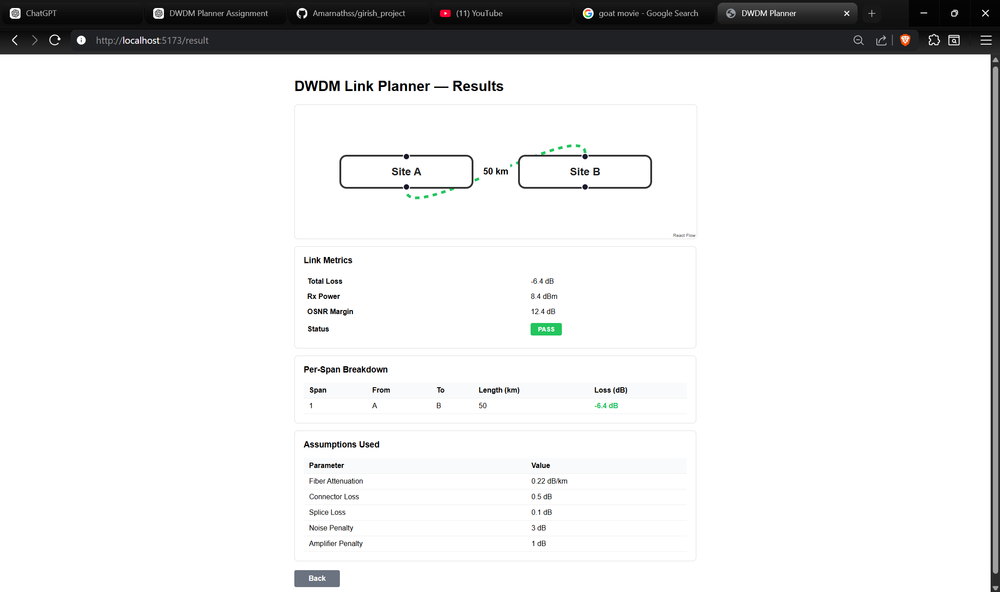 ChatGPT DWDM Planner Assignment Amarnathss/girish_project (11) YouTube goat movie - Google Search DWDM Planner
http://localhost:5173/result
DWDM Link Planner — Results
Site A 50 km Site B
React Flow
Link Metrics
Total Loss -6.4 dB
Rx Power 8.4 dBm
OSNR Margin 12.4 dB
Status PASS
Per-Span Breakdown
Span From To Length (km) Loss (dB)
1 A B 50 -6.4 dB
Assumptions Used
Parameter Value
Fiber Attenuation 0.22 dB/km
Connector Loss 0.5 dB
Splice Loss 0.1 dB
Noise Penalty 3 dB
Amplifier Penalty 1 dB
Back